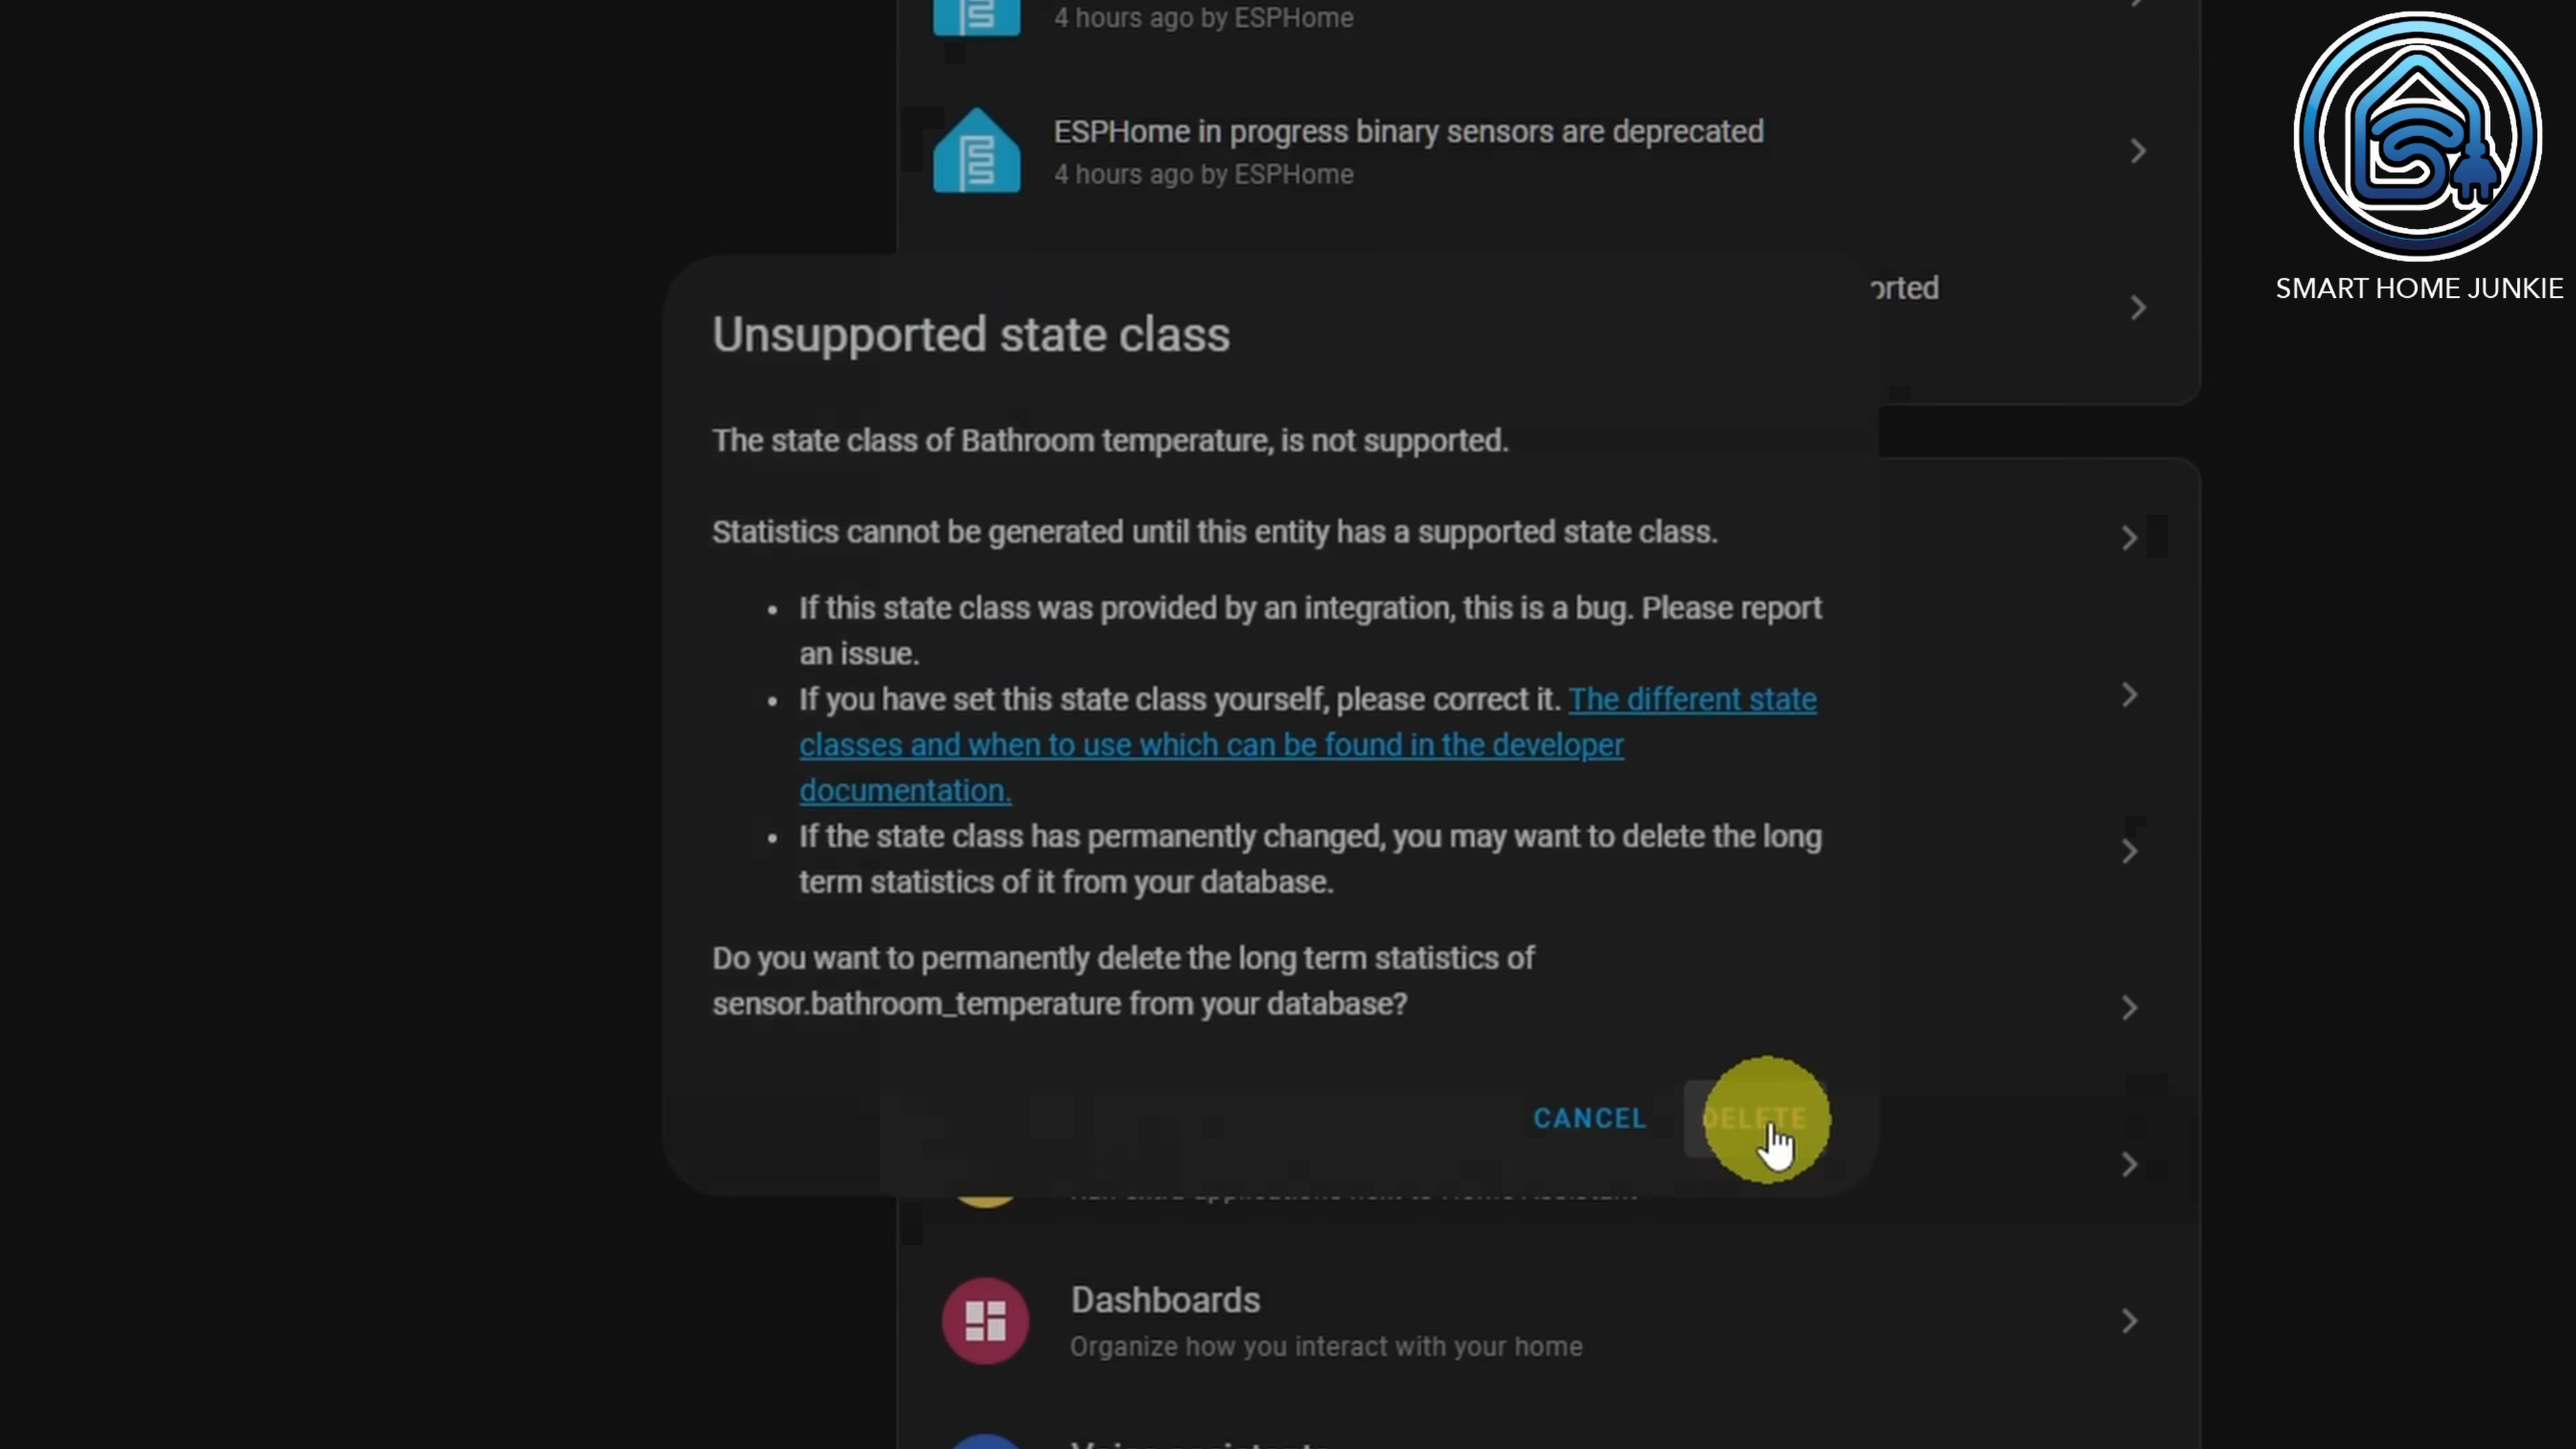 4 hours ago by ESPHome
ESPHome in progress binary sensors are deprecated
4 hours ago by ESPHome
SMART HOME JUNKIE
Unsupported state class
The state class of Bathroom temperature, is not supported.
Statistics cannot be generated until this entity has a supported state class.
• If this state class was provided by an integration, this is a bug. Please report
an issue.
• If you have set this state class yourself, please correct it. The different state
classes and when to use which can be found in the developer
documentation.
• If the state class has permanently changed, you may want to delete the long
term statistics of it from your database.
Do you want to permanently delete the long term statistics of
sensor.bathroom_temperature from your database?
CANCEL DELETE
Dashboards
Organize how you interact with your home